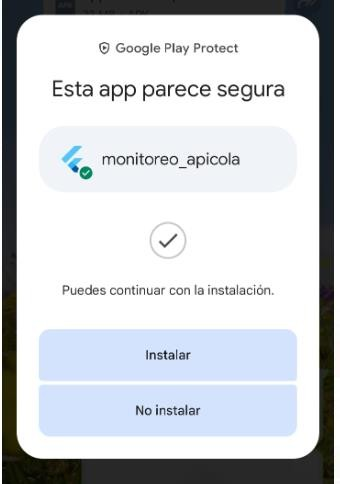 Google Play Protect
Esta app parece segura
monitoreo_apicola
Puedes continuar con la instalación.
Instalar
No instalar